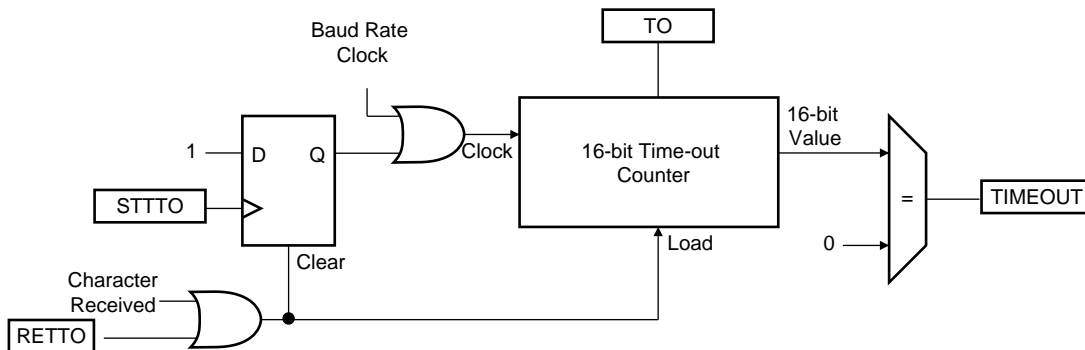 TO
Baud Rate
Clock
16-bit
Value
1
D
Q
Clock
16-bit Time-out
Counter
STTTO
=
TIMEOUT
Clear
Load
0
Character
Received
RETTO